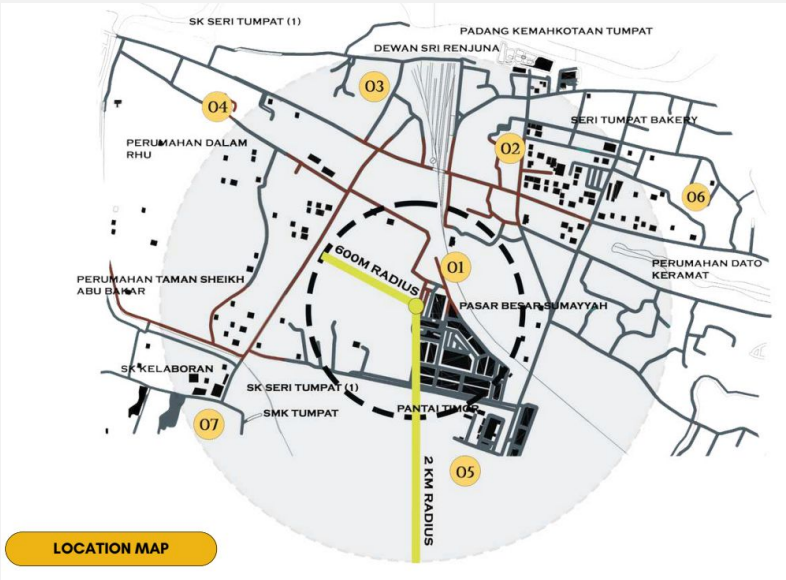 SK SERI TUMPAT (1)
PADANG KEMAHKOTAAN TUMPAT
DEWAN SRI RENJUNA
03
04
SERI TUMPAT BAKERY
PERUMAHAN DALAM
RHU
02
06
600M RADIUS
01
PERUMAHAN DATO
KERAMAT
PERUMAHAN TAMAN SHEIKH
ABU BAKAR
PASAR BESAR SUMAYYAH
SK KELABORAN
SK SERI TUMPAT (1)
SMK TUMPAT
PANTAI TIMOR
07
05
2 KM RADIUS
LOCATION MAP